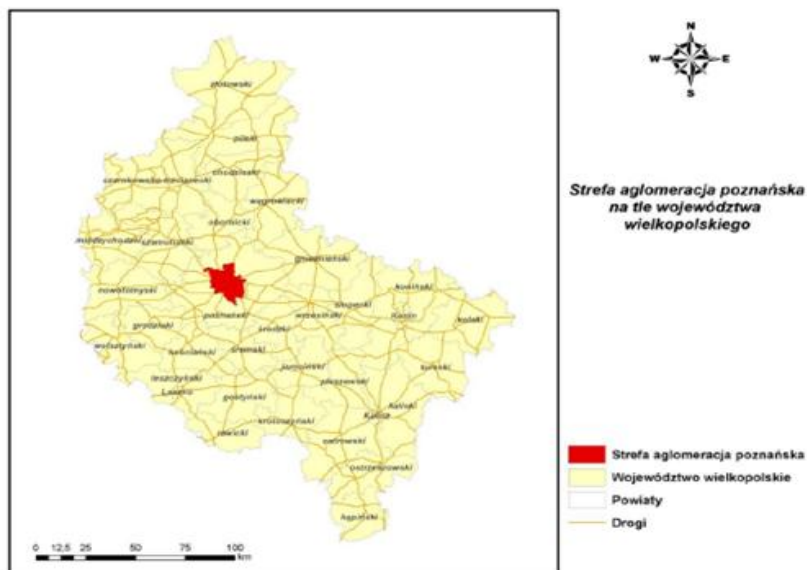 N
W E
S
Strefa aglomeracja poznańska
na tle województwa
wielkopolskiego
złotowski
pilski
chodzieski
czarnkowsko-trzcianecki
wągrowiecki
obornicki
międzychodzki szamotulski
gnieźnieński
nowotomyski
koniński
słupecki
poznański wrzesiński Konin
kolski
grodziski średzki
wolsztyński
kościański śremski
jarociński turecki
leszczyński pleszewski
Leszno
gostyński kaliski
Kalisz
krotoszyński
rawicki
ostrowski
ostrzeszowski
kępiński
Strefa aglomeracja poznańska
Województwo wielkopolskie
Powiaty
Drogi
0 12,5 25 50 75 100
km